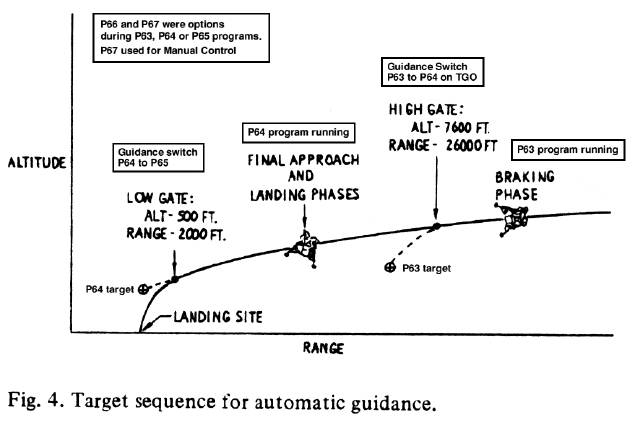 P66 and P67 were options
during P63, P64 or P65 programs.
P67 used for Manual Control
Guidance Switch
P63 to P64 on TGO
HIGH GATE:
ALT- 7600 FT.
RANGE- 26000 FT
P64 program running
FINAL APPROACH
AND
LANDING PHASES
P63 program running
BRAKING
PHASE
Guidance switch
P64 to P65
LOW GATE:
ALT- 500 FT.
RANGE- 2000 FT.
ALTITUDE
P64 target
P63 target
LANDING SITE
RANGE
Fig. 4. Target sequence for automatic guidance.